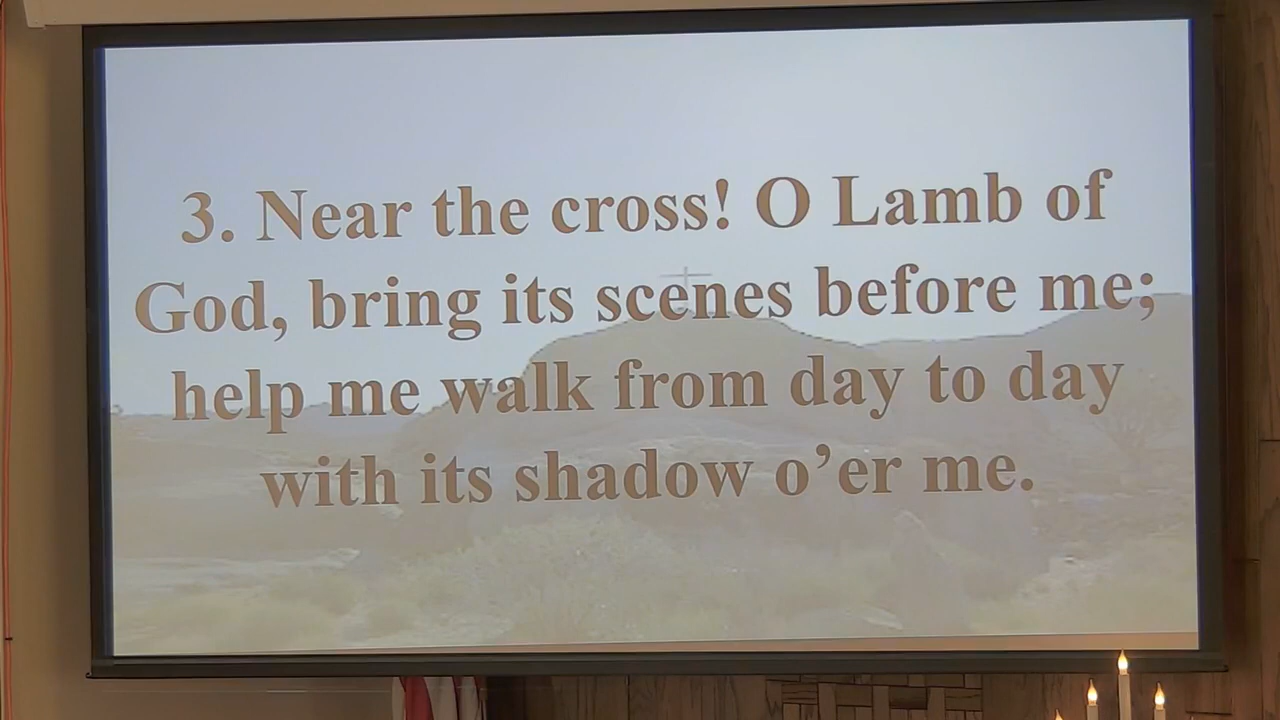 3. Near the cross! O Lamb of
God, bring its scenes before me;
help me walk from day to day
with its shadow o’er me.